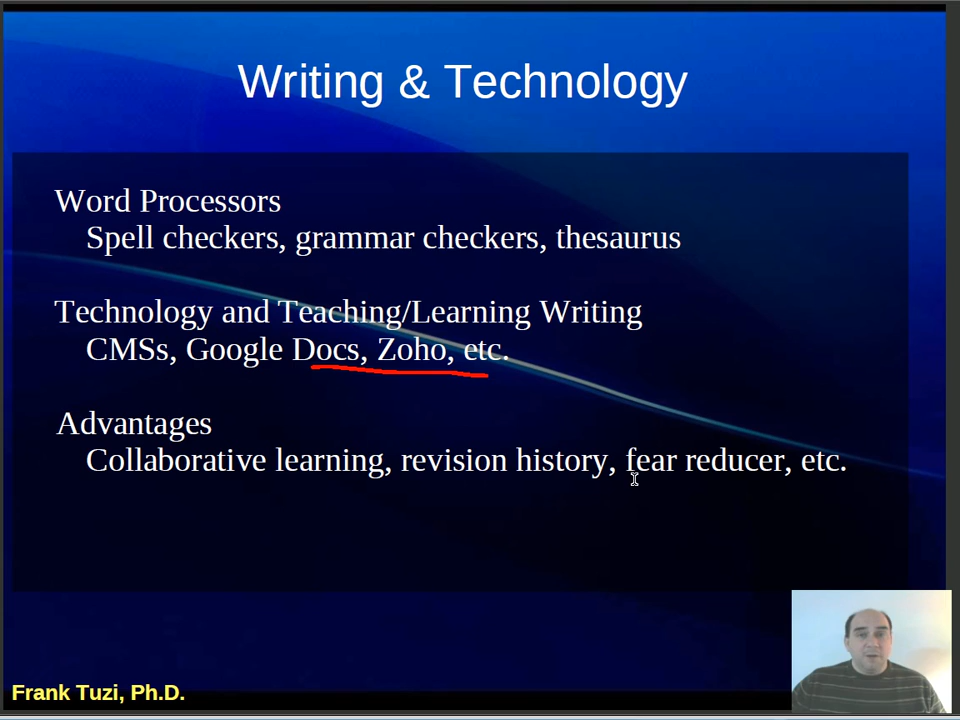 Writing & Technology
Word Processors
Spell checkers, grammar checkers, thesaurus
Technology and Teaching/Learning Writing
CMSs, Google Docs, Zoho, etc.
Advantages
Collaborative learning, revision history, fear reducer, etc.
Frank Tuzi, Ph.D.